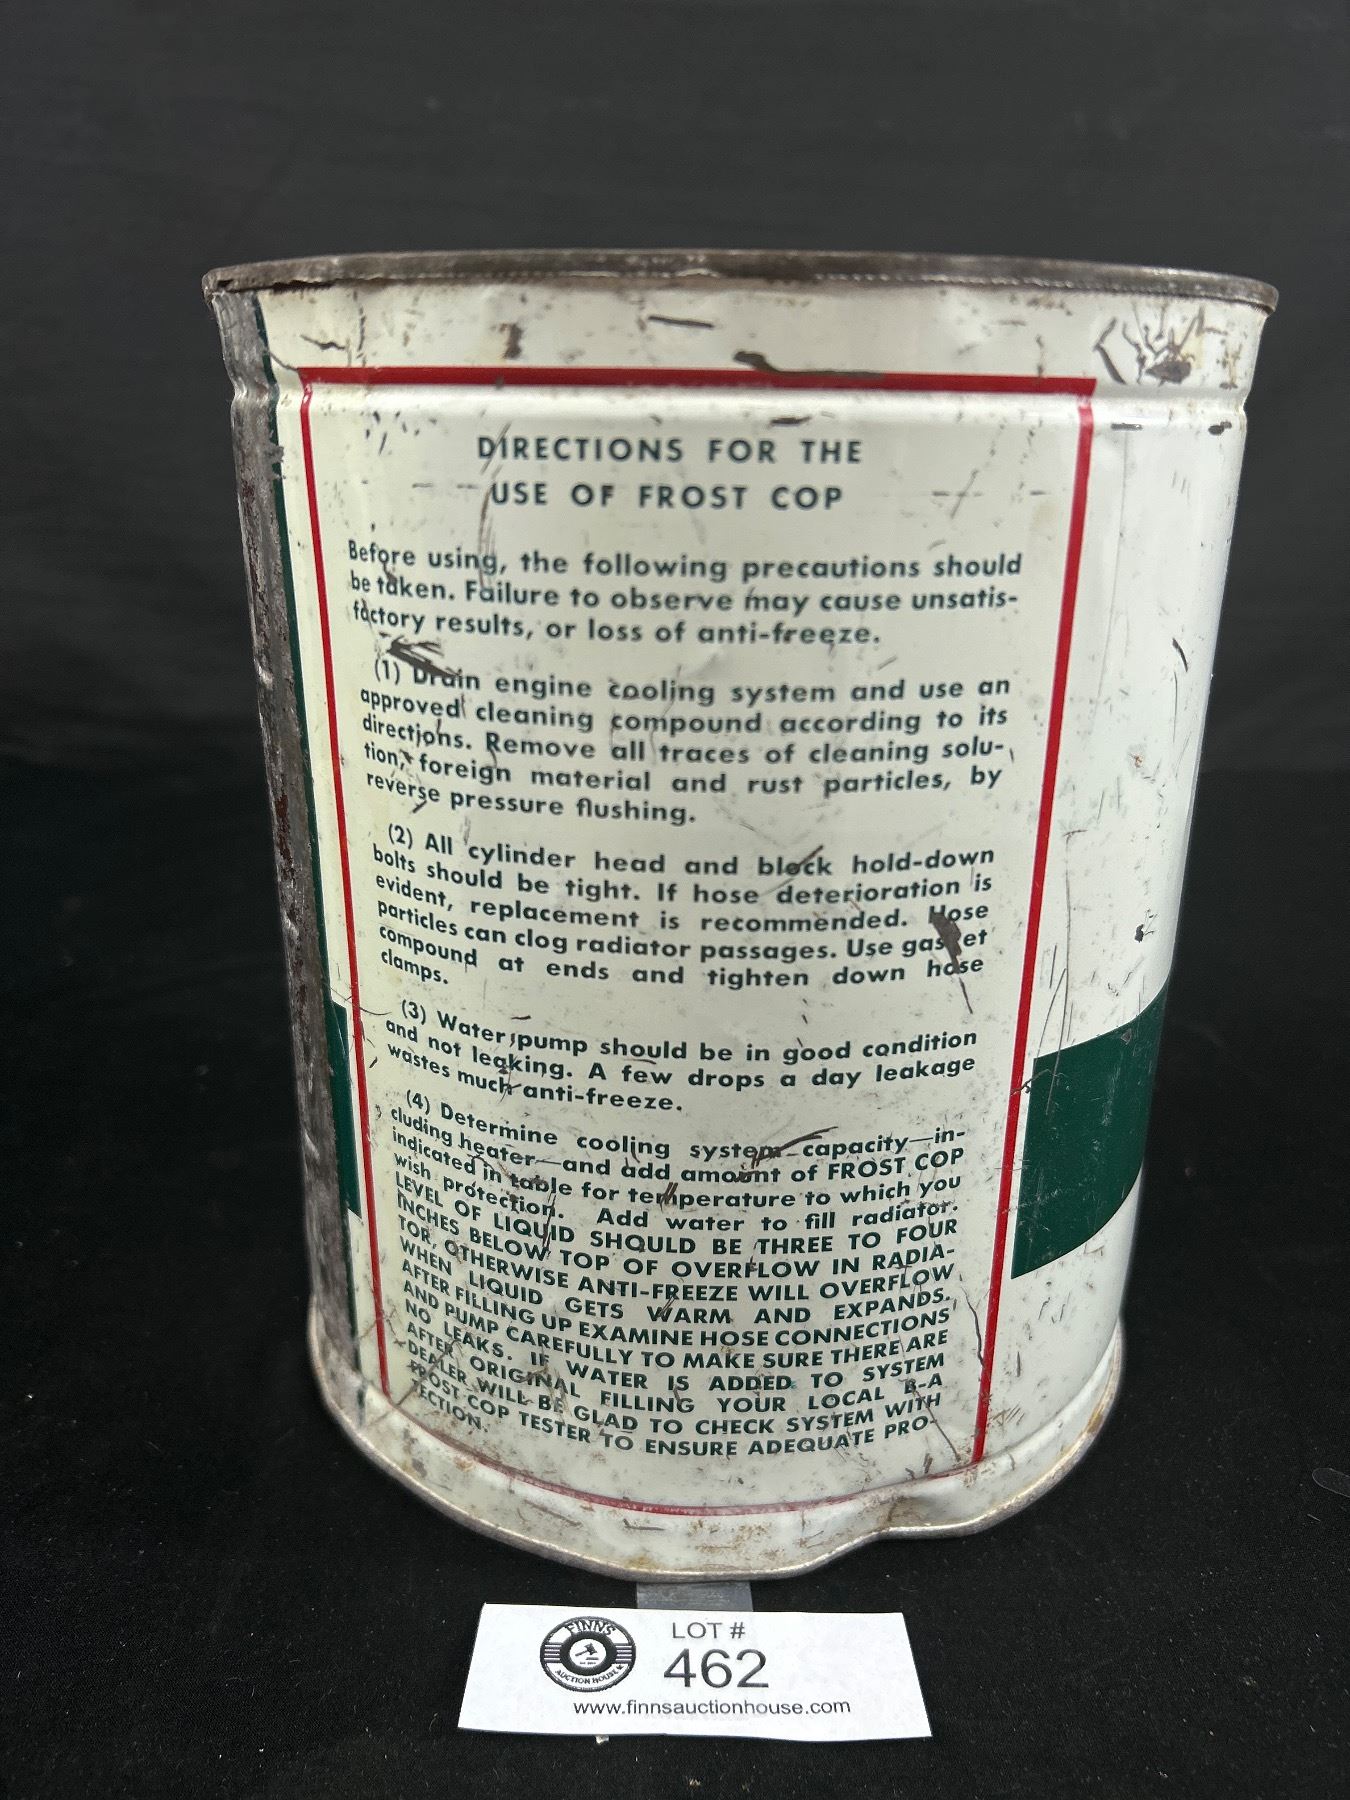 DIRECTIONS FOR THE
USE OF FROST COP
Before using, the following precautions should
be taken. Failure to observe may cause unsatis-
factory results, or loss of anti-freeze.
(1) Drain engine cooling system and use an
approved cleaning compound according to its
directions. Remove all traces of cleaning solu-
tion, foreign material and rust particles, by
reverse pressure flushing.
(2) All cylinder head and block hold-down
bolts should be tight. If hose deterioration is
evident, replacement is recommended. Hose
particles can clog radiator passages. Use gasket
compound at ends and tighten down hose
clamps.
(3) Water pump should be in good condition
and not leaking. A few drops a day leakage
wastes much anti-freeze.
(4) Determine cooling system capacity—in-
cluding heater—and add amount of FROST COP
indicated in table for temperature to which you
wish protection. Add water to fill radiator.
LEVEL OF LIQUID SHOULD BE THREE TO FOUR
INCHES BELOW TOP OF OVERFLOW IN RADIA-
TOR, OTHERWISE ANTI-FREEZE WILL OVERFLOW
WHEN LIQUID GETS WARM AND EXPANDS.
AFTER FILLING UP EXAMINE HOSE CONNECTIONS
AND PUMP CAREFULLY TO MAKE SURE THERE ARE
NO LEAKS. IF WATER IS ADDED TO SYSTEM
AFTER ORIGINAL FILLING YOUR LOCAL B-A
DEALER WILL BE GLAD TO CHECK SYSTEM WITH
FROST COP TESTER TO ENSURE ADEQUATE PRO-
TECTION.
FINNS
AUCTION HOUSE
LOT #
462
www.finnsauctionhouse.com